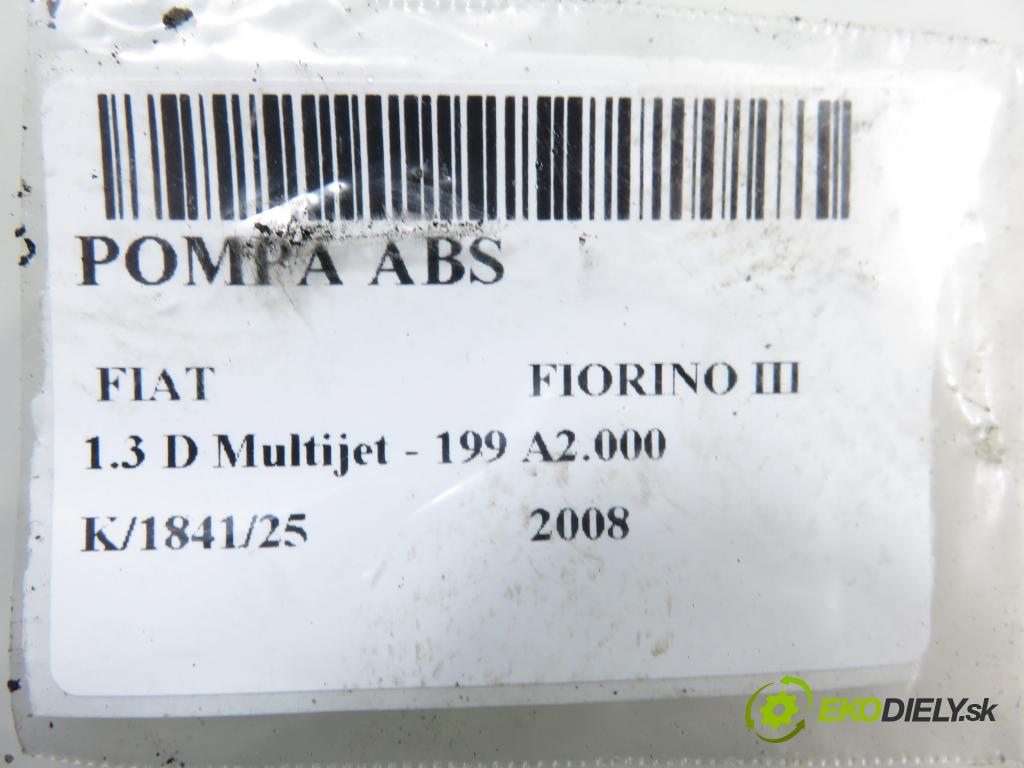 POMPA ABS
FIAT FIORINO III
1.3 D Multijet - 199 A2.000
K/1841/25 2008
EKODIELY.sk